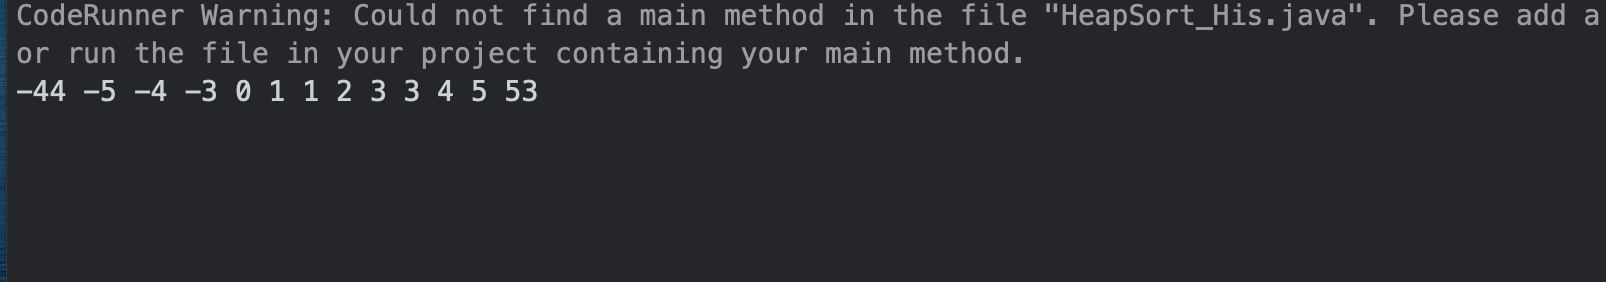 CodeRunner Warning: Could not find a main method in the file "HeapSort_His.java". Please add a
or run the file in your project containing your main method.
-44 -5 -4 -3 0 1 1 2 3 3 4 5 53